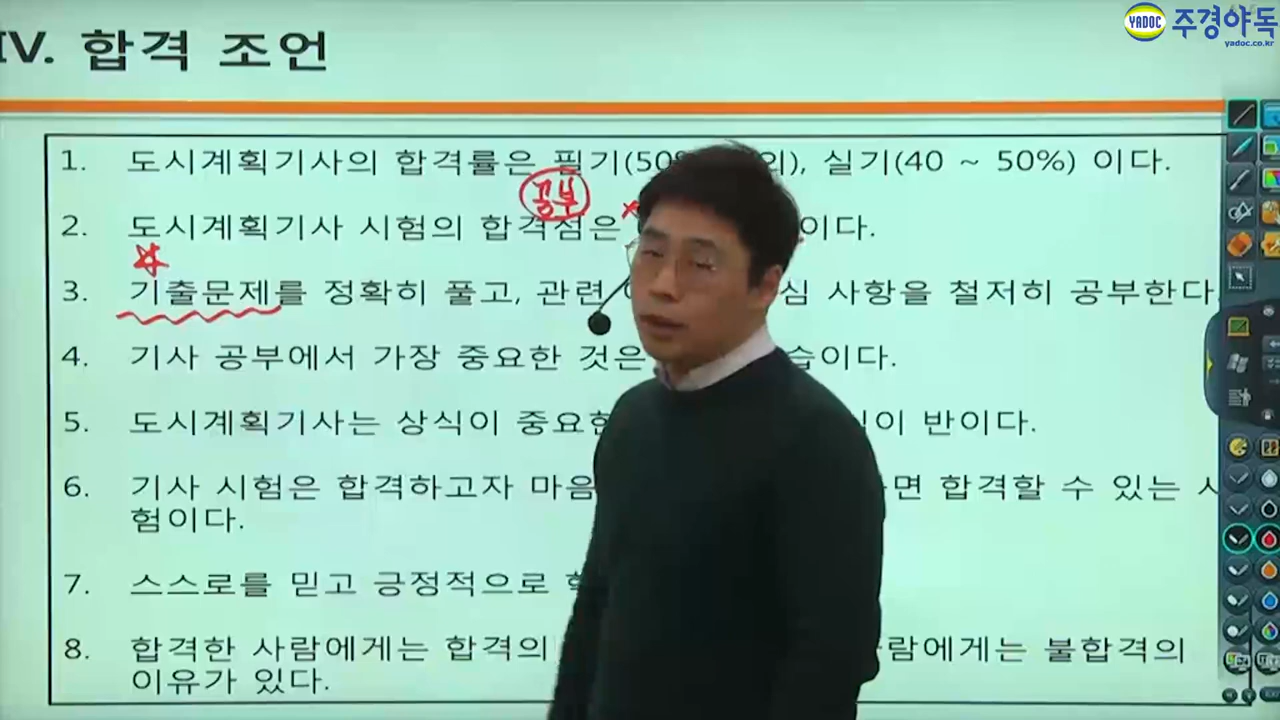 YADOC 주경야독
yadoc.co.kr
IV. 합격 조언
1. 도시계획기사의 합격률은 필기(50% 외), 실기(40 ~ 50%) 이다.
공부
2. 도시계획기사 시험의 합격점은 이다.
3. 기출문제를 정확히 풀고, 관련 심 사항을 철저히 공부한다
4. 기사 공부에서 가장 중요한 것은 습이다.
5. 도시계획기사는 상식이 중요한 이 반이다.
6. 기사 시험은 합격하고자 마음 면 합격할 수 있는 시
험이다.
7. 스스로를 믿고 긍정적으로
8. 합격한 사람에게는 합격의 람에게는 불합격의
이유가 있다.